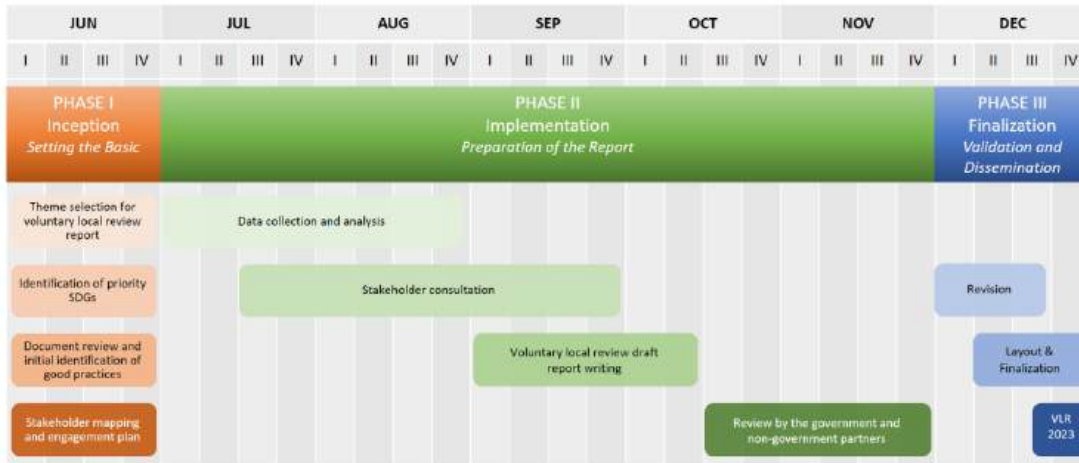 JUN JUL AUG SEP OCT NOV DEC
I II III IV I II III IV I II III IV I II III IV I II III IV I II III IV I II III IV
PHASE I
Inception
Setting the Basic
PHASE II
Implementation
Preparation of the Report
PHASE III
Finalization
Validation and
Dissemination
Theme selection for
voluntary local review
report
Data collection and analysis
Identification of priority
SDGs
Stakeholder consultation
Revision
Document review and
initial identification of
good practices
Voluntary local review draft
report writing
Layout &
Finalization
Stakeholder mapping
and engagement plan
Review by the government and
non-government partners
VLR
2023